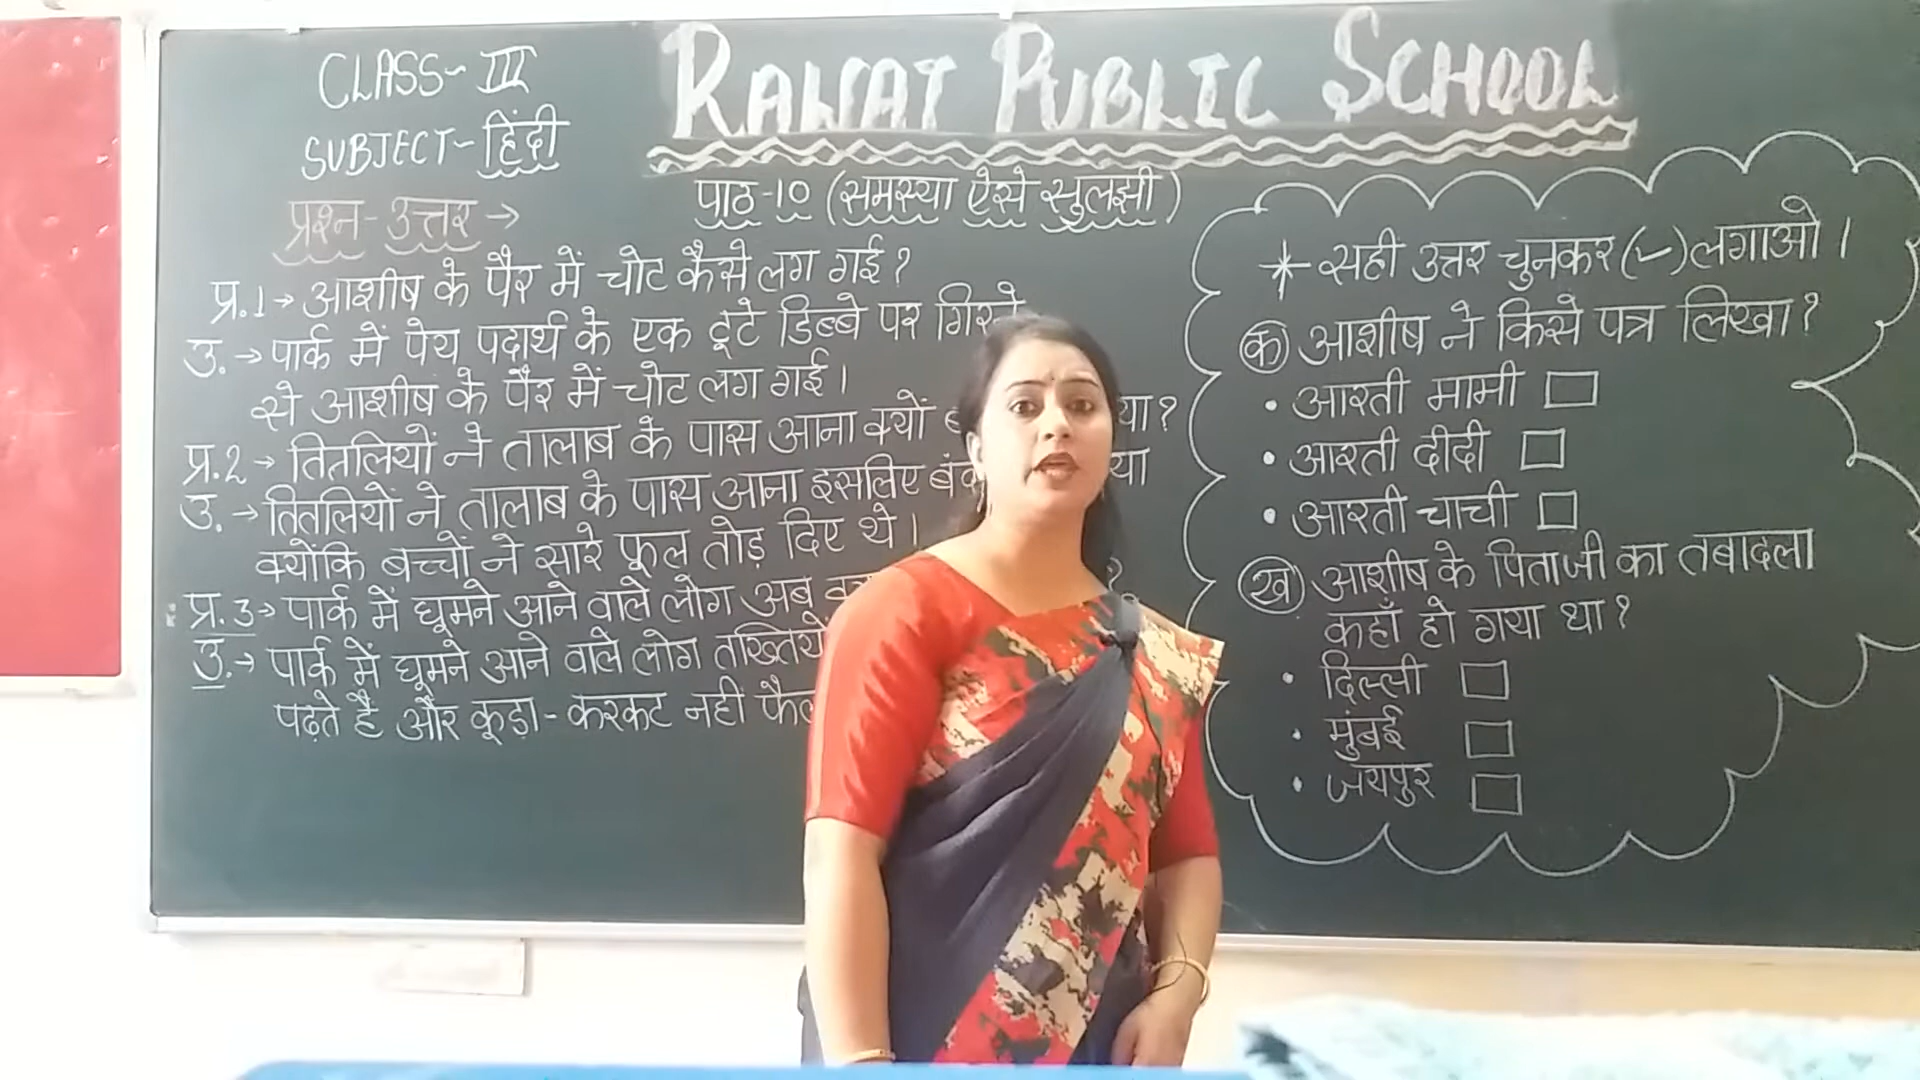 CLASS- III
SUBJECT- हिंदी
RAWAT PUBLIC SCHOOL
पाठ-10 (समस्या ऐसे सुलझी)
प्रश्न-उत्तर →
प्र.1→ आशीष के पैर में चोट कैसे लग गई?
उ.→ पार्क में पेय पदार्थ के एक टूटे डिब्बे पर गिरने
से आशीष के पैर में चोट लग गई।
प्र.2→ तितलियों ने तालाब के पास आना क्यों
उ.→ तितलियों ने तालाब के पास आना इसलिए
क्योंकि बच्चों ने सारे फूल तोड़ दिए थे।
प्र.3→ पार्क में घूमने आने वाले लोग अब
उ.→ पार्क में घूमने आने वाले लोग
पढ़ते है और कूड़ा-करकट नही
* सही उत्तर चुनकर (✓) लगाओ।
(क) आशीष ने किसे पत्र लिखा?
• आरती मामी □
• आरती दीदी □
• आरती चाची □
(ख) आशीष के पिताजी का तबादला
कहाँ हो गया था?
• दिल्ली □
• मुंबई □
• जयपुर □